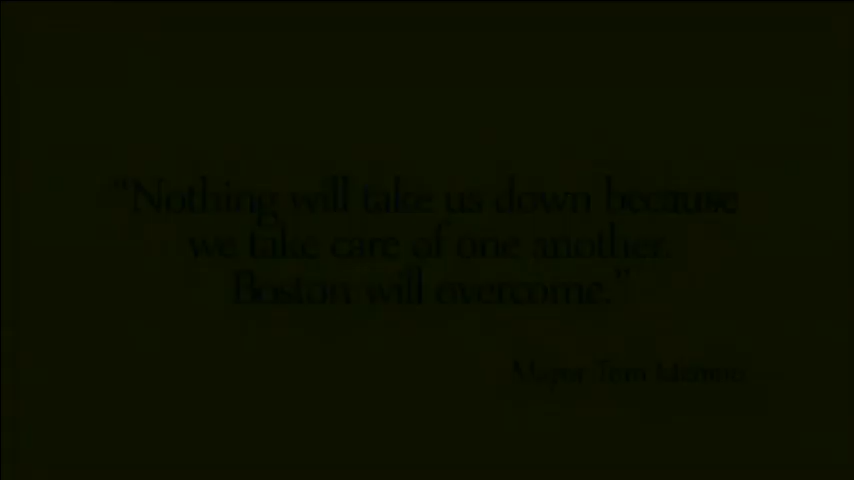 "Nothing will take us down because
we take care of one another.
Boston will overcome."
Mayor Tom Menino